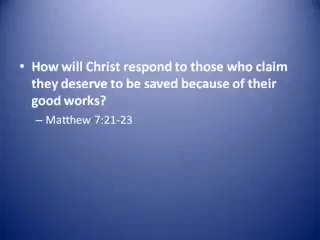 • How will Christ respond to those who claim
they deserve to be saved because of their
good works?
– Matthew 7:21-23